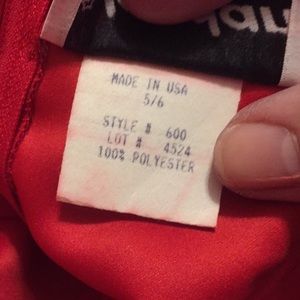 MADE IN USA
5/6
STYLE # 600
LOT # 4524
100% POLYESTER